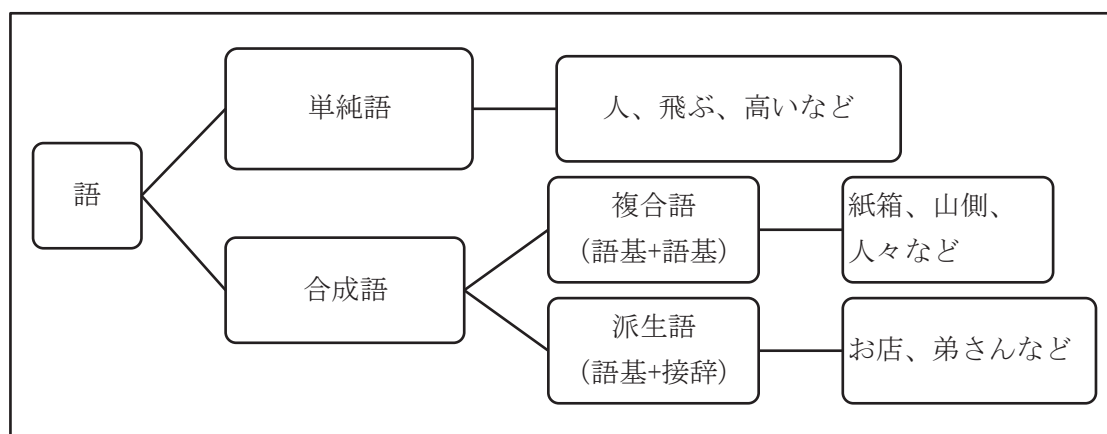 語
単純語
人、飛ぶ、高いなど
合成語
複合語
(語基+語基)
紙箱、山側、
人々など
派生語
(語基+接辞)
お店、弟さんなど